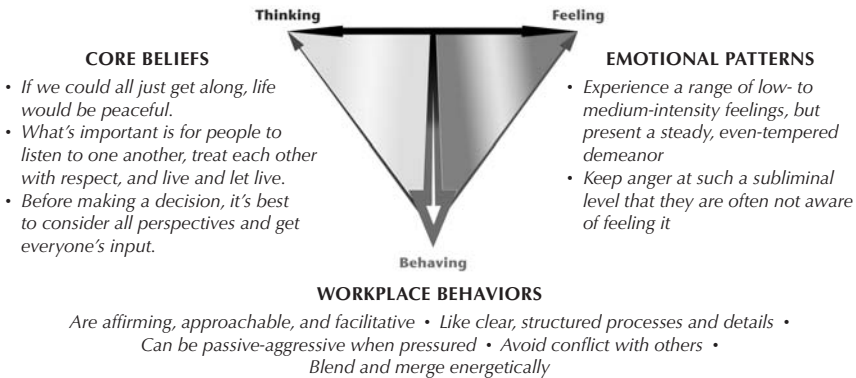 Thinking
Feeling
CORE BELIEFS
• If we could all just get along, life
would be peaceful.
• What’s important is for people to
listen to one another, treat each other
with respect, and live and let live.
• Before making a decision, it’s best
to consider all perspectives and get
everyone’s input.
EMOTIONAL PATTERNS
• Experience a range of low- to
medium-intensity feelings, but
present a steady, even-tempered
demeanor
• Keep anger at such a subliminal
level that they are often not aware
of feeling it
Behaving
WORKPLACE BEHAVIORS
Are affirming, approachable, and facilitative • Like clear, structured processes and details •
Can be passive-aggressive when pressured • Avoid conflict with others •
Blend and merge energetically